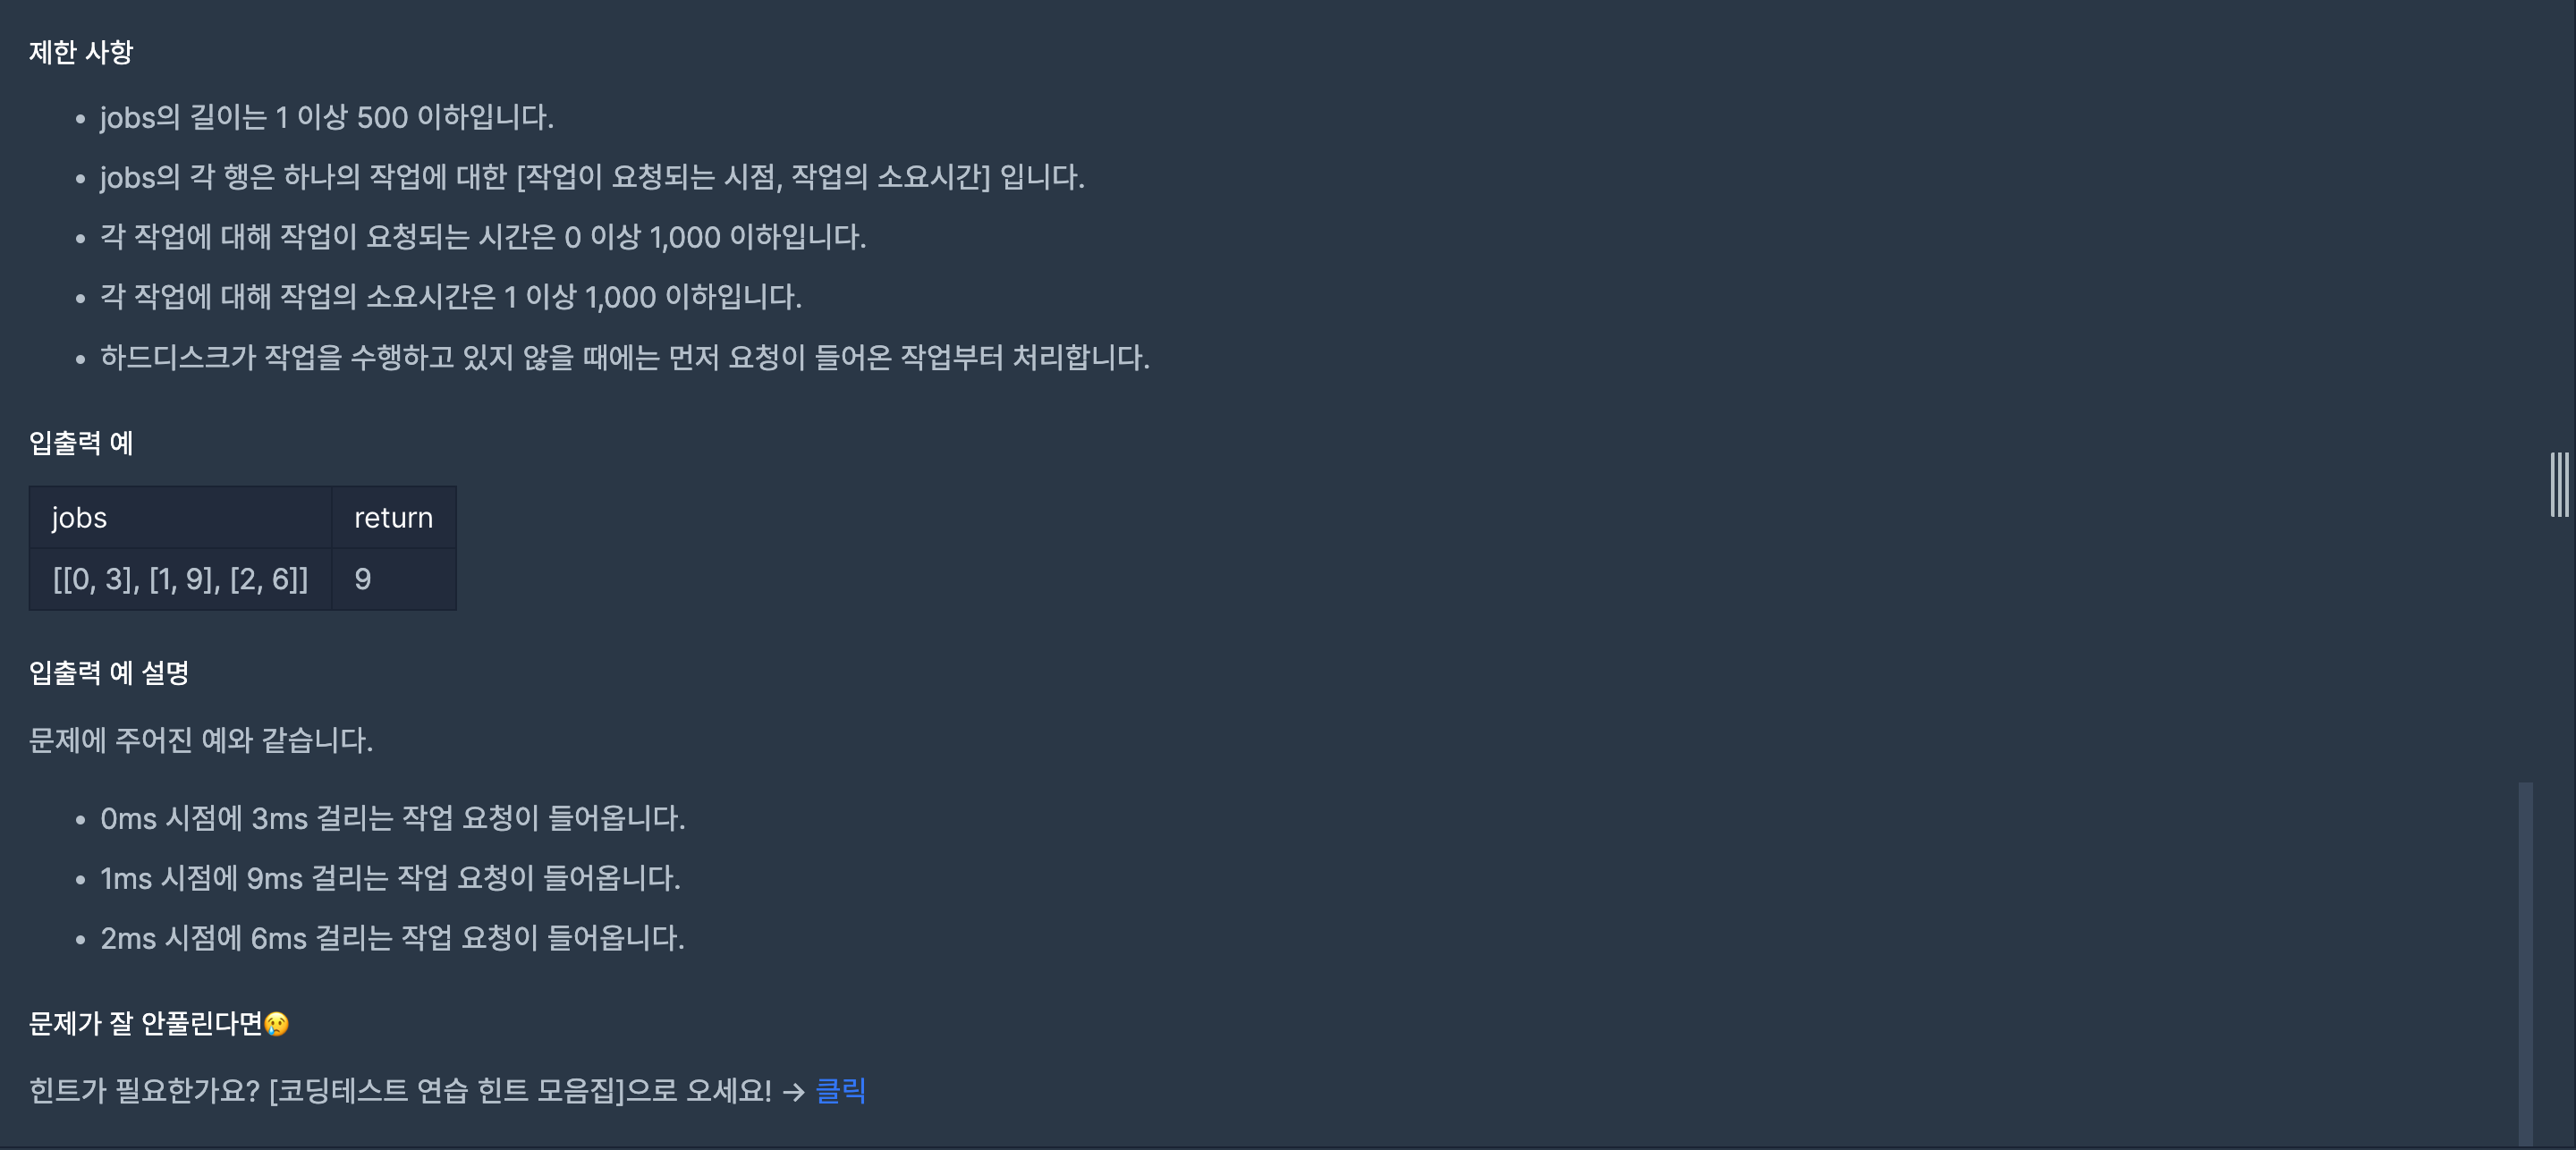 제한 사항
• jobs의 길이는 1 이상 500 이하입니다.
• jobs의 각 행은 하나의 작업에 대한 [작업이 요청되는 시점, 작업의 소요시간] 입니다.
• 각 작업에 대해 작업이 요청되는 시간은 0 이상 1,000 이하입니다.
• 각 작업에 대해 작업의 소요시간은 1 이상 1,000 이하입니다.
• 하드디스크가 작업을 수행하고 있지 않을 때에는 먼저 요청이 들어온 작업부터 처리합니다.
입출력 예
jobs return
[[0, 3], [1, 9], [2, 6]] 9
입출력 예 설명
문제에 주어진 예와 같습니다.
• 0ms 시점에 3ms 걸리는 작업 요청이 들어옵니다.
• 1ms 시점에 9ms 걸리는 작업 요청이 들어옵니다.
• 2ms 시점에 6ms 걸리는 작업 요청이 들어옵니다.
문제가 잘 안풀린다면😢
힌트가 필요한가요? [코딩테스트 연습 힌트 모음집]으로 오세요! → 클릭